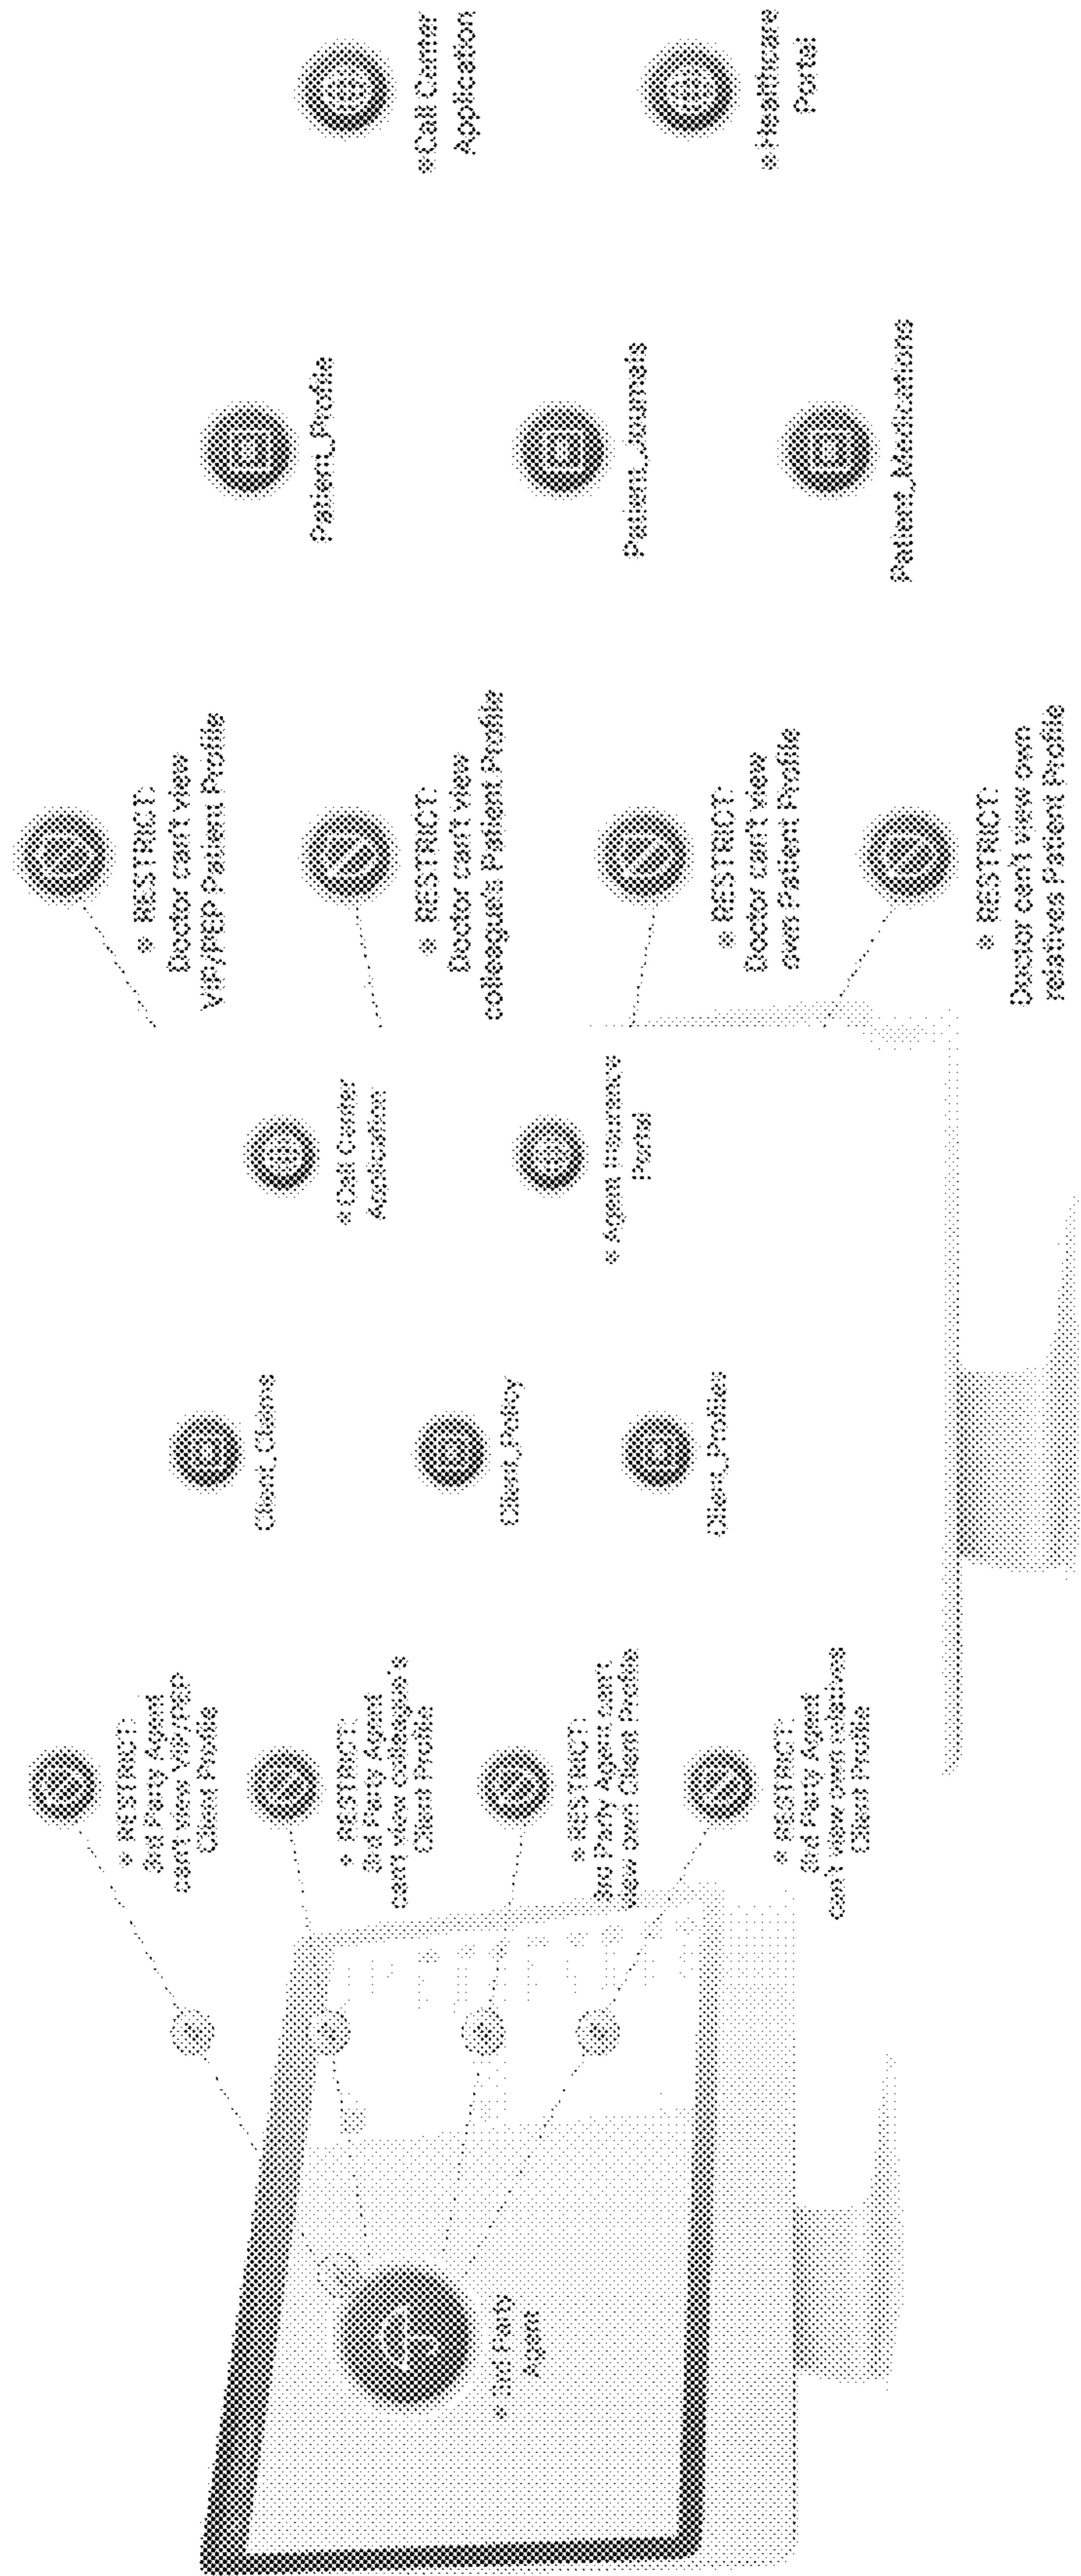 3rd Party
Agent
RESTRICT:
3rd Party Agent
can't view VIP/PEP
Client Profile
RESTRICT:
3rd Party Agent
can't view colleagues
Client Profile
RESTRICT:
3rd Party Agent can't
view own Client Profile
RESTRICT:
3rd Party Agent
can't view own relatives
Client Profile
Client_Claims
Client_Policy
Client_Profiles
Call Center
Application
Agent Insurance
Portal
RESTRICT:
Doctor can't view
VIP/PEP Patient Profile
RESTRICT:
Doctor can't view
colleagues Patient Profile
RESTRICT:
Doctor can't view
own Patient Profile
RESTRICT:
Doctor can't view own
relatives Patient Profile
Patient_Profile
Patient_Journals
Patient_Medications
Call Center
Application
Healthcare
Portal